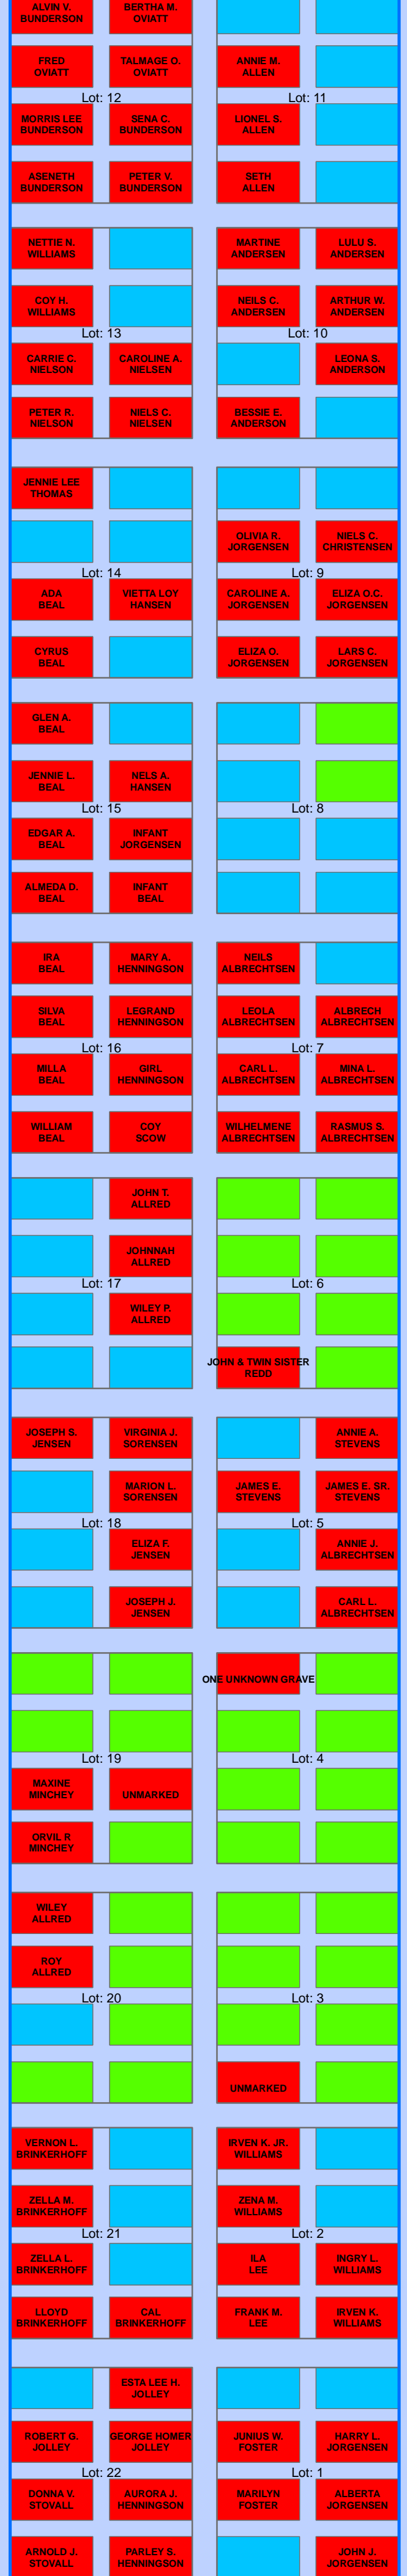 ALVIN V.
BUNDERSON
BERTHA M.
OVIATT
FRED
OVIATT
TALMAGE O.
OVIATT
ANNIE M.
ALLEN
Lot: 12
Lot: 11
MORRIS LEE
BUNDERSON
SENA C.
BUNDERSON
LIONEL S.
ALLEN
ASENETH
BUNDERSON
PETER V.
BUNDERSON
SETH
ALLEN
NETTIE N.
WILLIAMS
MARTINE
ANDERSEN
LULU S.
ANDERSEN
COY H.
WILLIAMS
NEILS C.
ANDERSEN
ARTHUR W.
ANDERSEN
Lot: 13
Lot: 10
CARRIE C.
NIELSON
CAROLINE A.
NIELSEN
LEONA S.
ANDERSON
PETER R.
NIELSON
NIELS C.
NIELSEN
BESSIE E.
ANDERSON
JENNIE LEE
THOMAS
OLIVIA R.
JORGENSEN
NIELS C.
CHRISTENSEN
Lot: 14
Lot: 9
ADA
BEAL
VIETTA LOY
HANSEN
CAROLINE A.
JORGENSEN
ELIZA O.C.
JORGENSEN
CYRUS
BEAL
ELIZA O.
JORGENSEN
LARS C.
JORGENSEN
GLEN A.
BEAL
JENNIE L.
BEAL
NELS A.
HANSEN
Lot: 15
Lot: 8
EDGAR A.
BEAL
INFANT
JORGENSEN
ALMEDA D.
BEAL
INFANT
BEAL
IRA
BEAL
MARY A.
HENNINGSON
NEILS
ALBRECHTSEN
SILVA
BEAL
LEGRAND
HENNINGSON
LEOLA
ALBRECHTSEN
ALBRECH
ALBRECHTSEN
Lot: 16
Lot: 7
MILLA
BEAL
GIRL
HENNINGSON
CARL L.
ALBRECHTSEN
MINA L.
ALBRECHTSEN
WILLIAM
BEAL
COY
SCOW
WILHELMENE
ALBRECHTSEN
RASMUS S.
ALBRECHTSEN
JOHN T.
ALLRED
JOHNNAH
ALLRED
Lot: 17
Lot: 6
WILEY P.
ALLRED
JOHN & TWIN SISTER
REDD
JOSEPH S.
JENSEN
VIRGINIA J.
SORENSEN
ANNIE A.
STEVENS
MARION L.
SORENSEN
JAMES E.
STEVENS
JAMES E. SR.
STEVENS
Lot: 18
Lot: 5
ELIZA F.
JENSEN
ANNIE J.
ALBRECHTSEN
JOSEPH J.
JENSEN
CARL L.
ALBRECHTSEN
ONE UNKNOWN GRAVE
Lot: 19
Lot: 4
MAXINE
MINCHEY
UNMARKED
ORVIL R
MINCHEY
WILEY
ALLRED
ROY
ALLRED
Lot: 20
Lot: 3
UNMARKED
VERNON L.
BRINKERHOFF
IRVEN K. JR.
WILLIAMS
ZELLA M.
BRINKERHOFF
ZENA M.
WILLIAMS
Lot: 21
Lot: 2
ZELLA L.
BRINKERHOFF
ILA
LEE
INGRY L.
WILLIAMS
LLOYD
BRINKERHOFF
CAL
BRINKERHOFF
FRANK M.
LEE
IRVEN K.
WILLIAMS
ESTA LEE H.
JOLLEY
ROBERT G.
JOLLEY
GEORGE HOMER
JOLLEY
JUNIUS W.
FOSTER
HARRY L.
JORGENSEN
Lot: 22
Lot: 1
DONNA V.
STOVALL
AURORA J.
HENNINGSON
MARILYN
FOSTER
ALBERTA
JORGENSEN
ARNOLD J.
STOVALL
PARLEY S.
HENNINGSON
JOHN J.
JORGENSEN